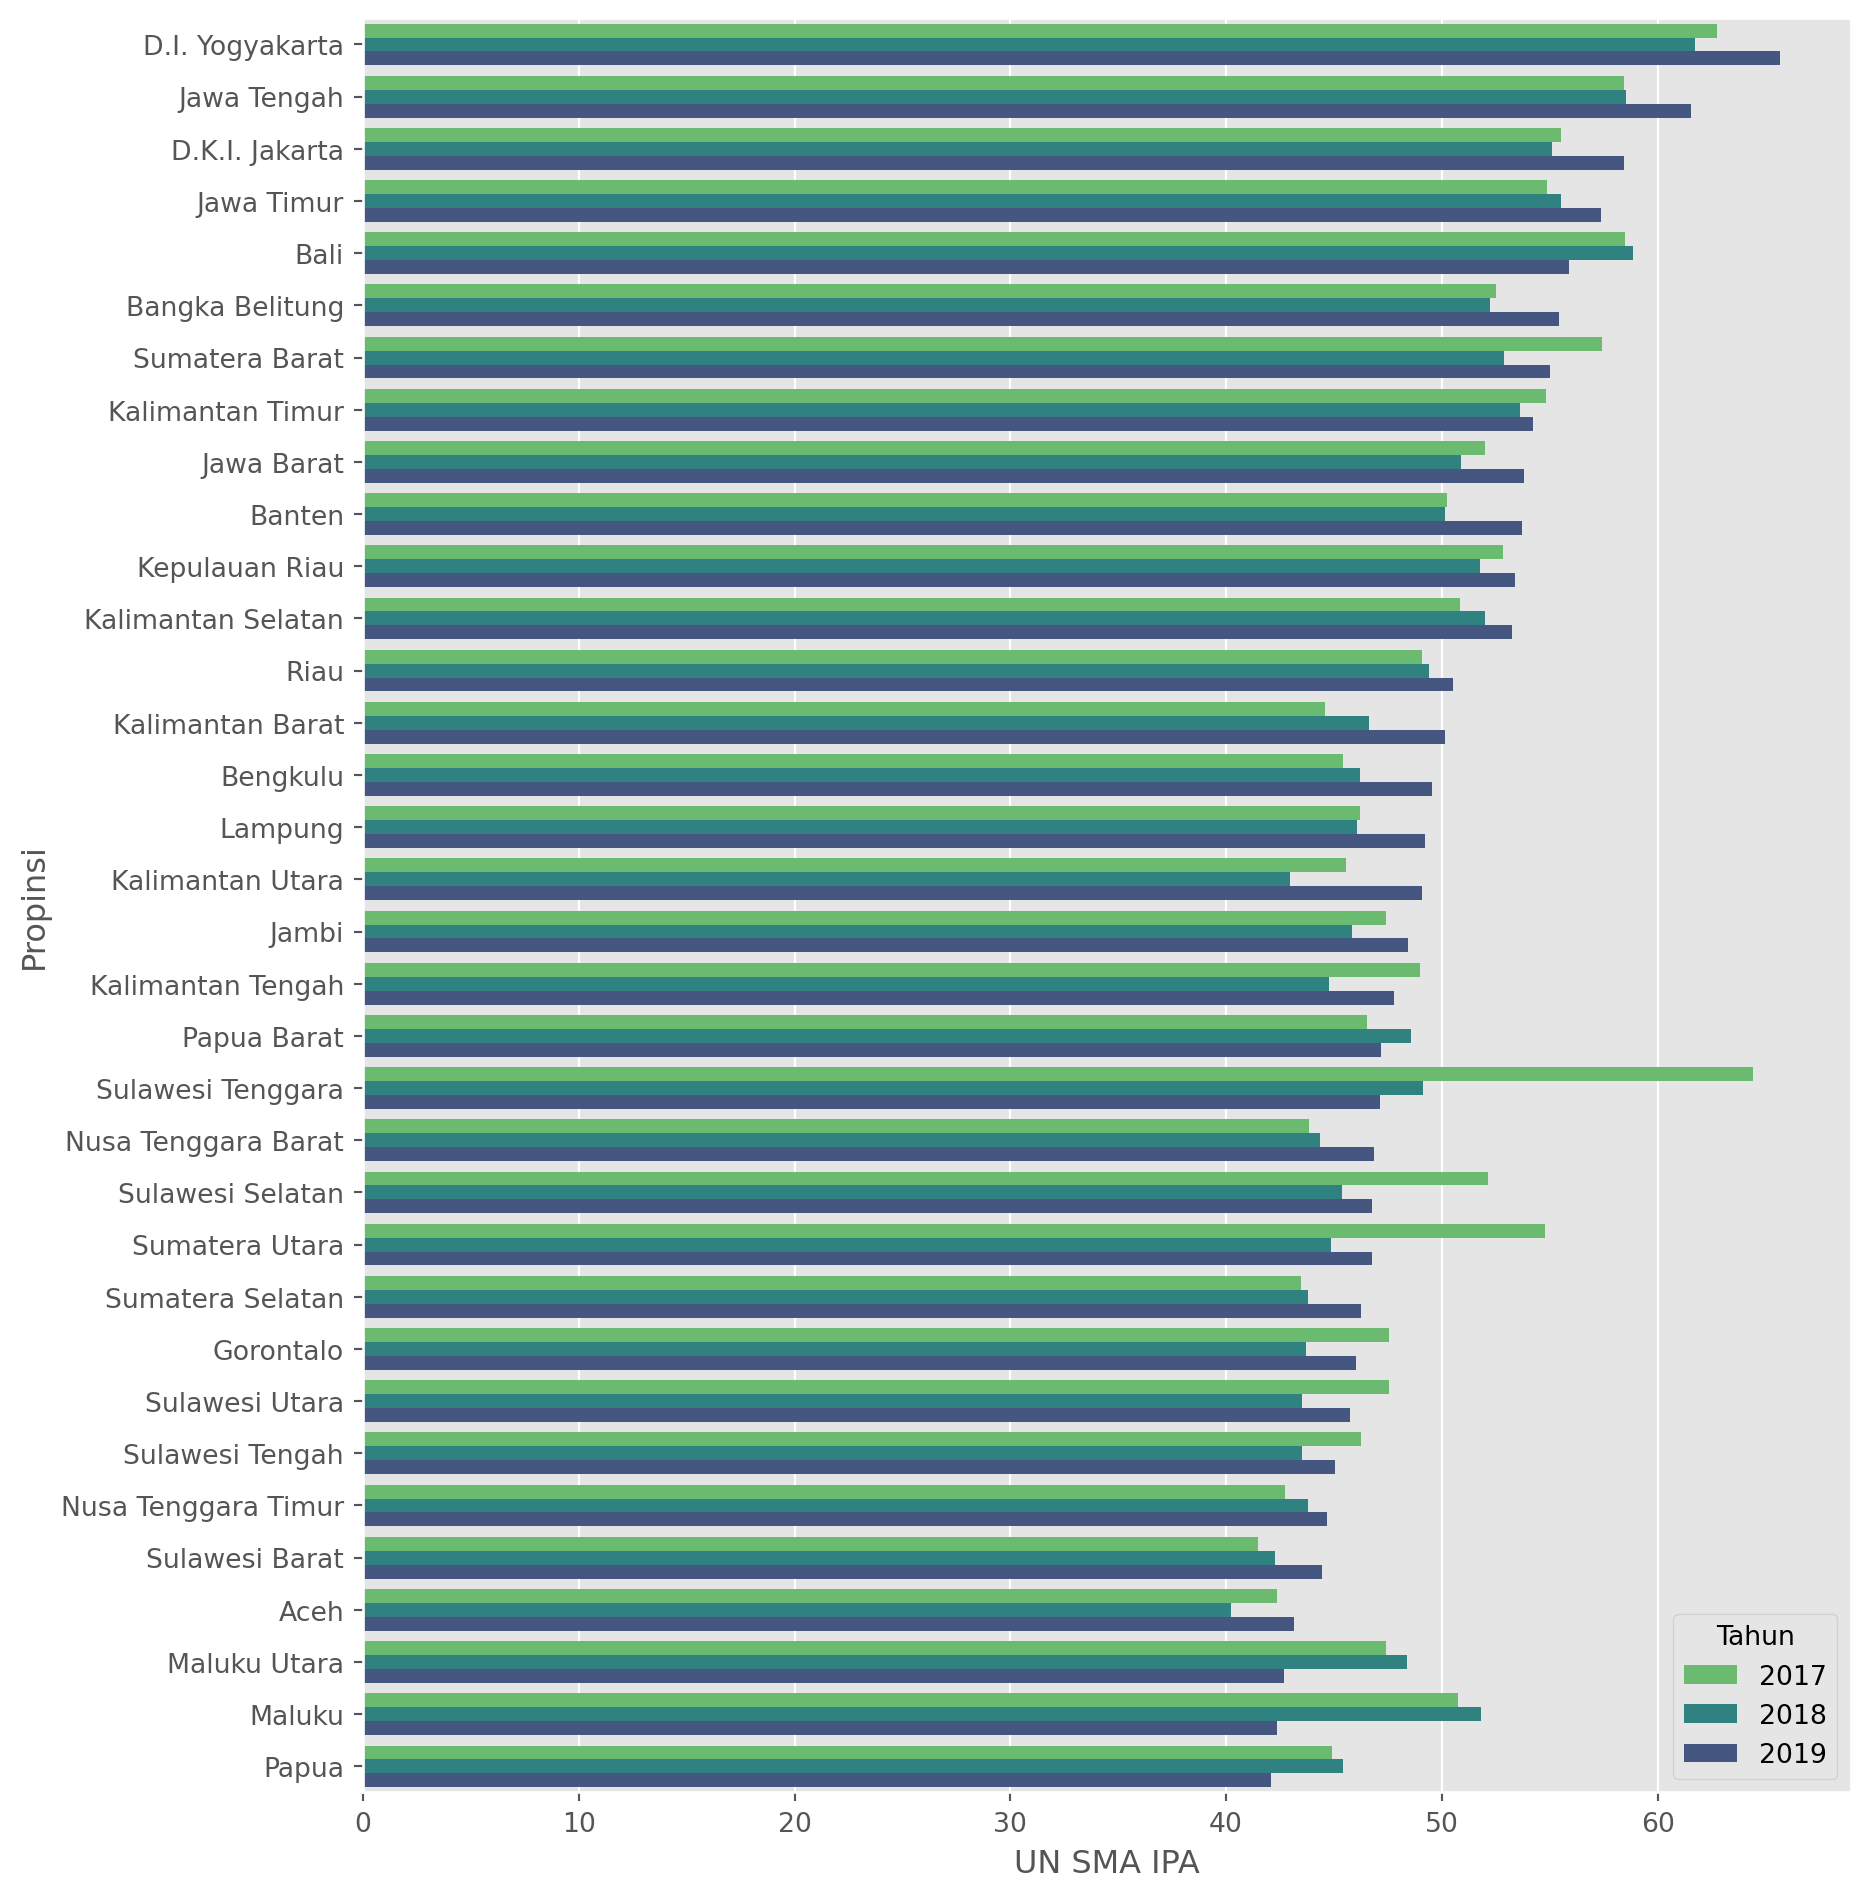 D.I. Yogyakarta
Jawa Tengah
D.K.I. Jakarta
Jawa Timur
Bali
Bangka Belitung
Sumatera Barat
Kalimantan Timur
Jawa Barat
Banten
Kepulauan Riau
Kalimantan Selatan
Riau
Kalimantan Barat
Bengkulu
Lampung
Kalimantan Utara
Jambi
Kalimantan Tengah
Papua Barat
Sulawesi Tenggara
Nusa Tenggara Barat
Sulawesi Selatan
Sumatera Utara
Sumatera Selatan
Gorontalo
Sulawesi Utara
Sulawesi Tengah
Nusa Tenggara Timur
Sulawesi Barat
Aceh
Maluku Utara
Maluku
Papua
Propinsi
0 10 20 30 40 50 60
UN SMA IPA
Tahun
2017
2018
2019